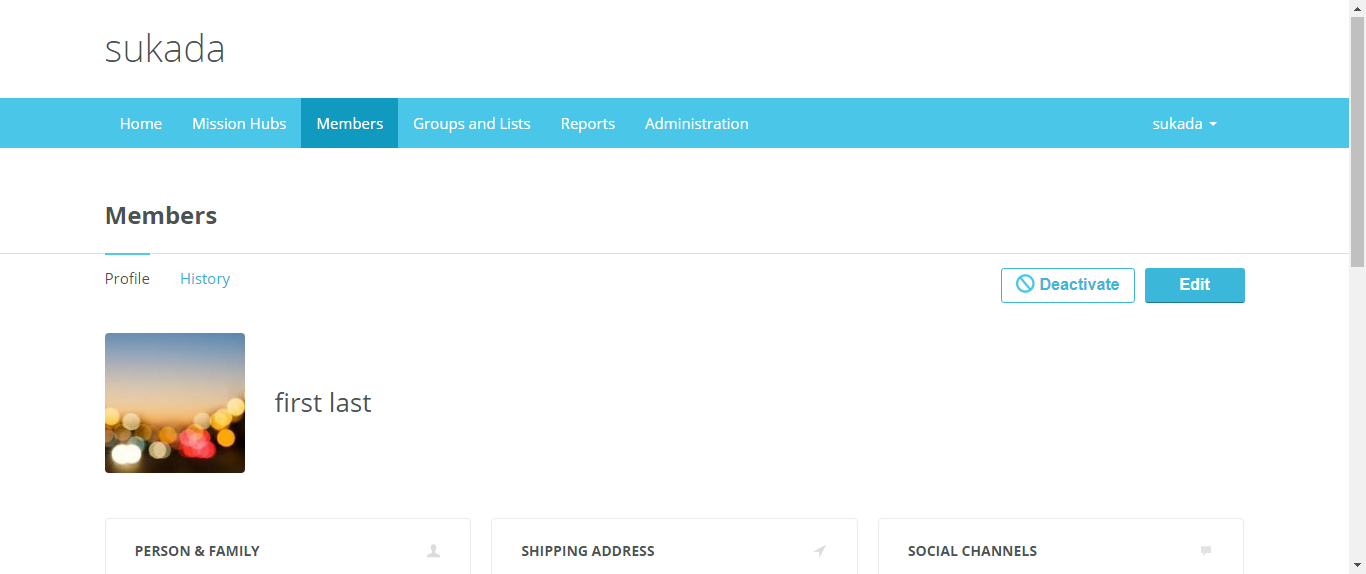 sukada
Home Mission Hubs Members Groups and Lists Reports Administration sukada
Members
Profile History Deactivate Edit
first last
PERSON & FAMILY SHIPPING ADDRESS SOCIAL CHANNELS